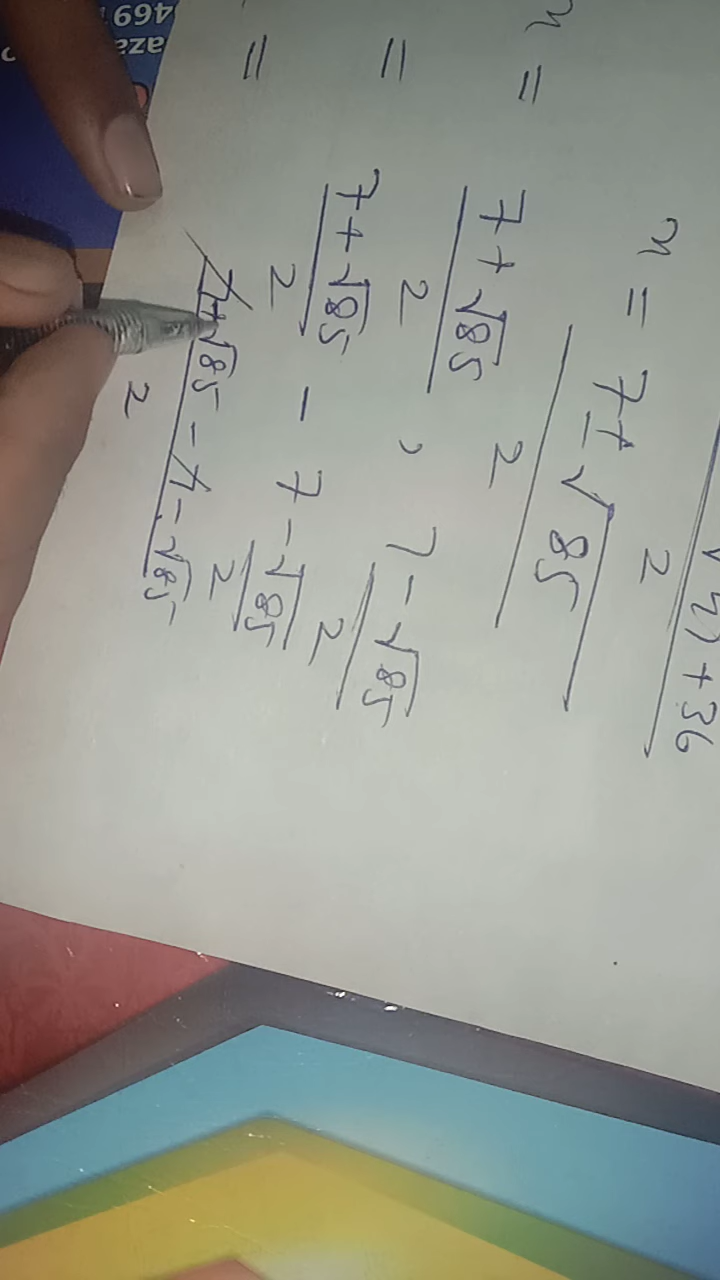 √49+36
2
x = 7±√85
2
x = 7+√85 , 7-√85
2 2
= 7+√85 - 7-√85
2 2
= 7+√85 - 7-√85
2
469